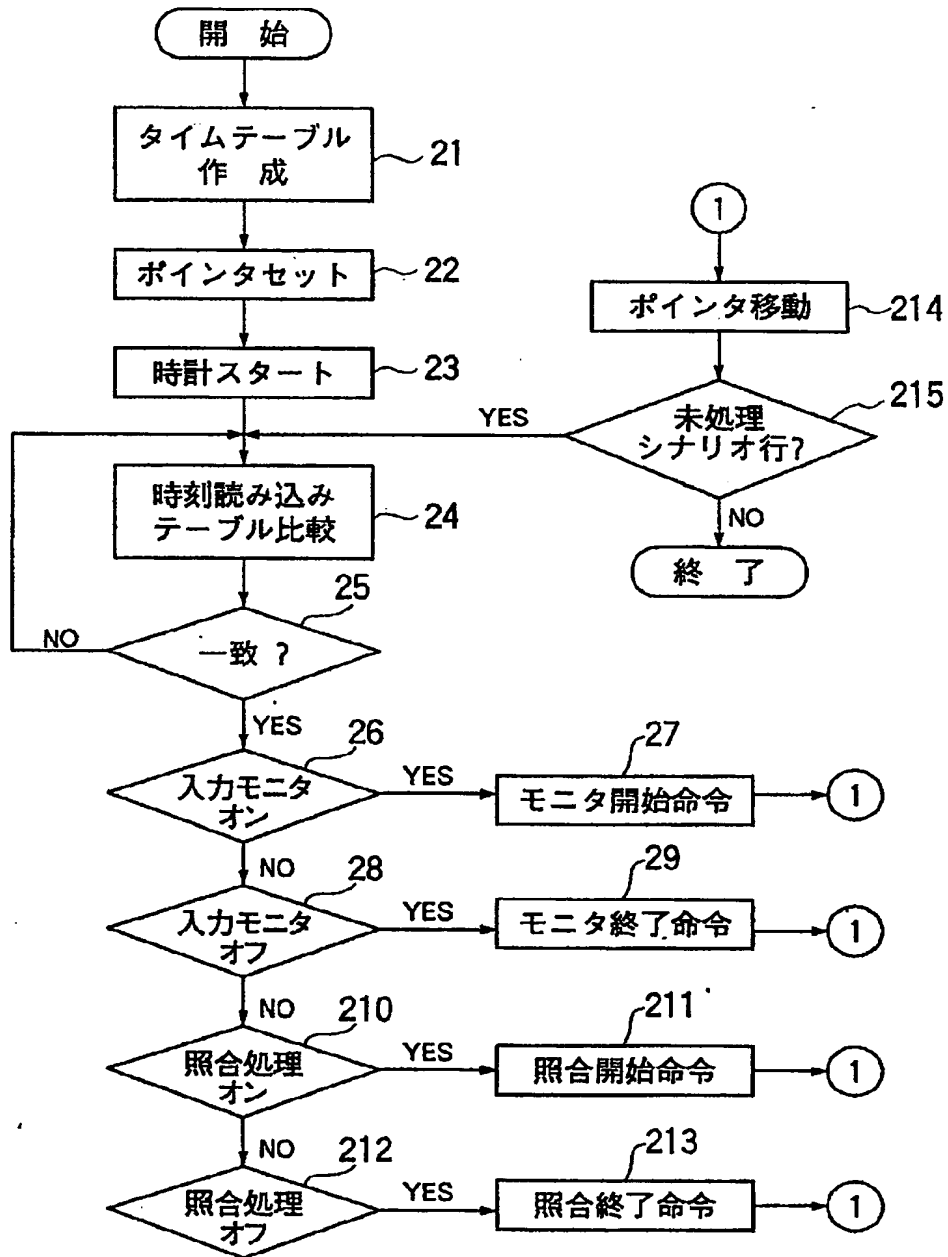 開 始
タイムテーブル
作 成
21
ポインタセット
22
時計スタート
23
時刻読み込み
テーブル比較
24
25
一致 ?
NO
YES
26
入力モニタ
オン
YES
27
モニタ開始命令
1
NO
28
入力モニタ
オフ
YES
29
モニタ終了命令
1
NO
210
照合処理
オン
YES
211
照合開始命令
1
NO
212
照合処理
オフ
YES
213
照合終了命令
1
1
ポインタ移動
214
215
未処理
シナリオ行?
YES
NO
終 了